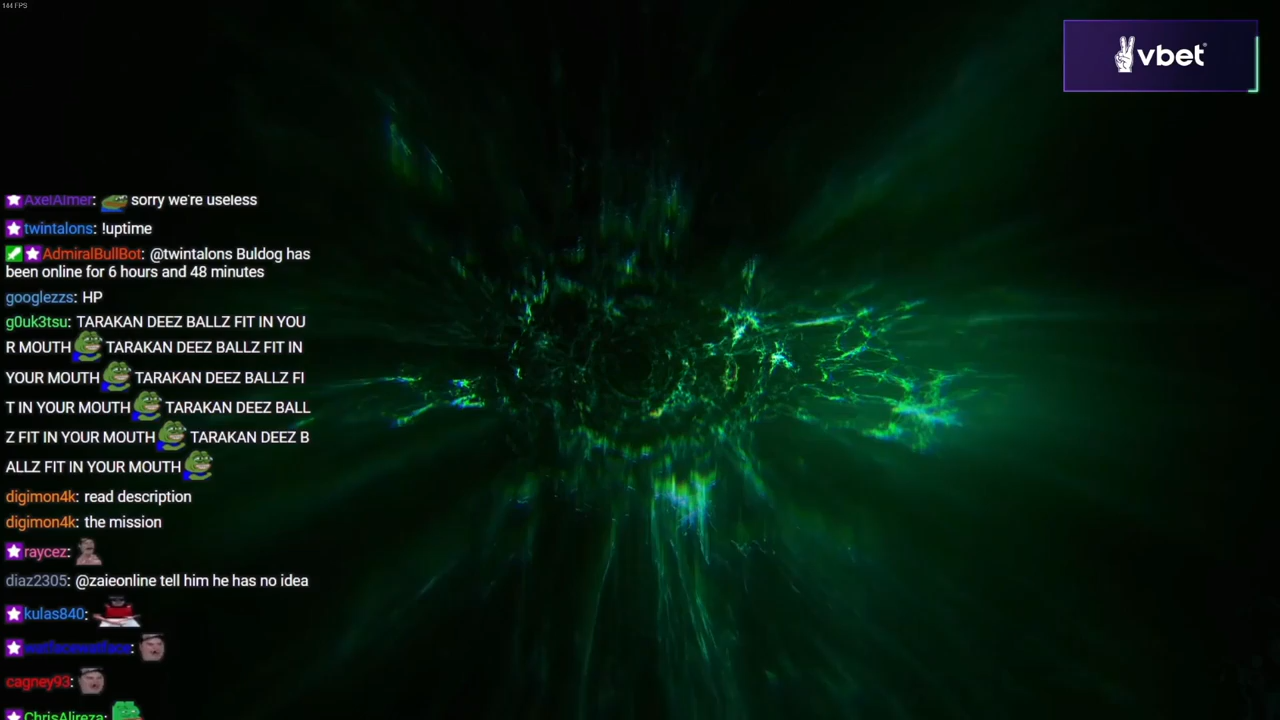 144 FPS
vbet
AxelAlmer: sorry we're useless
twintalons: !uptime
AdmiralBullBot: @twintalons Buldog has
been online for 6 hours and 48 minutes
googlezzs: HP
g0uk3tsu: TARAKAN DEEZ BALLZ FIT IN YOU
R MOUTH TARAKAN DEEZ BALLZ FIT IN
YOUR MOUTH TARAKAN DEEZ BALLZ FI
T IN YOUR MOUTH TARAKAN DEEZ BALL
Z FIT IN YOUR MOUTH TARAKAN DEEZ B
ALLZ FIT IN YOUR MOUTH
digimon4k: read description
digimon4k: the mission
raycez:
diaz2305: @zaieonline tell him he has no idea
kulas840:
cagney93:
ChrisAlireza: